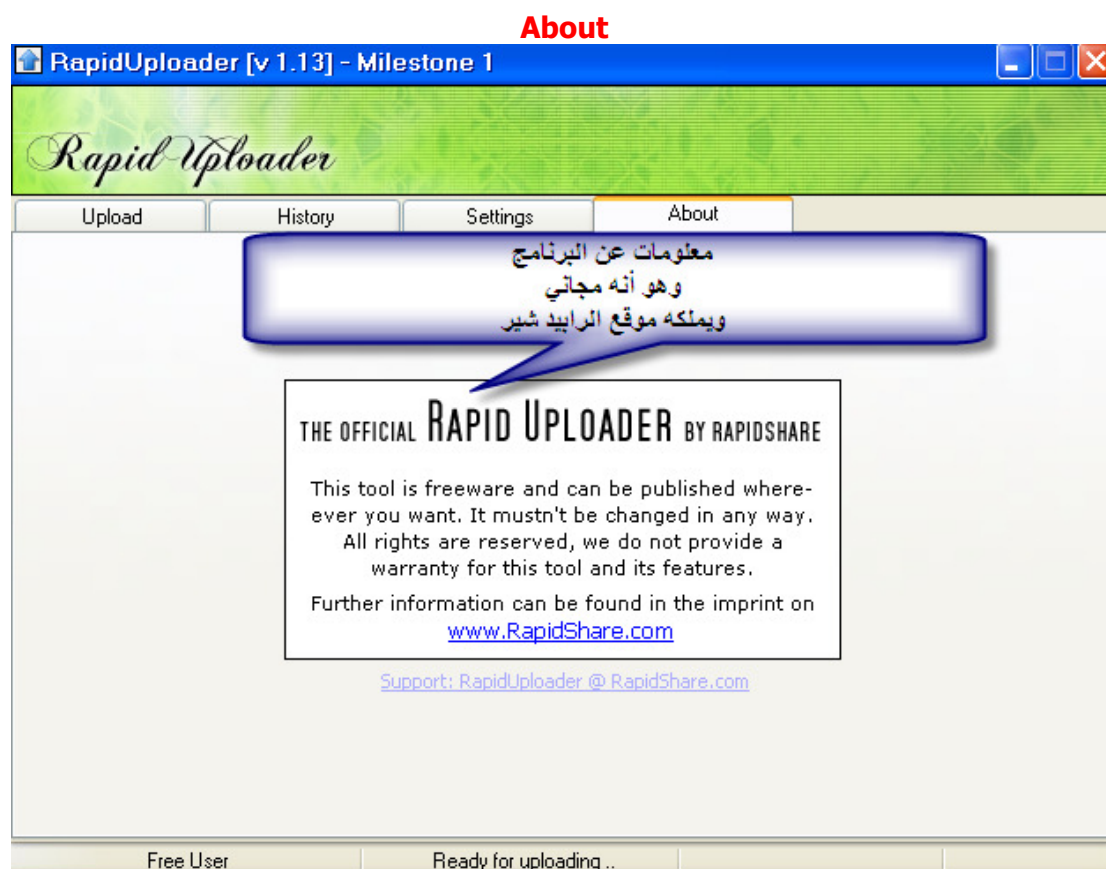 About
RapidUploader [v 1.13] - Milestone 1
Rapid Uploader
Upload History Settings About
معلومات عن البرنامج
وهو أنه مجاني
ويملكه موقع الرابيد شير
THE OFFICIAL RAPID UPLOADER BY RAPIDSHARE
This tool is freeware and can be published where-
ever you want. It mustn't be changed in any way.
All rights are reserved, we do not provide a
warranty for this tool and its features.
Further information can be found in the imprint on
www.RapidShare.com
Support: RapidUploader @ RapidShare.com
Free User Ready for uploading ..